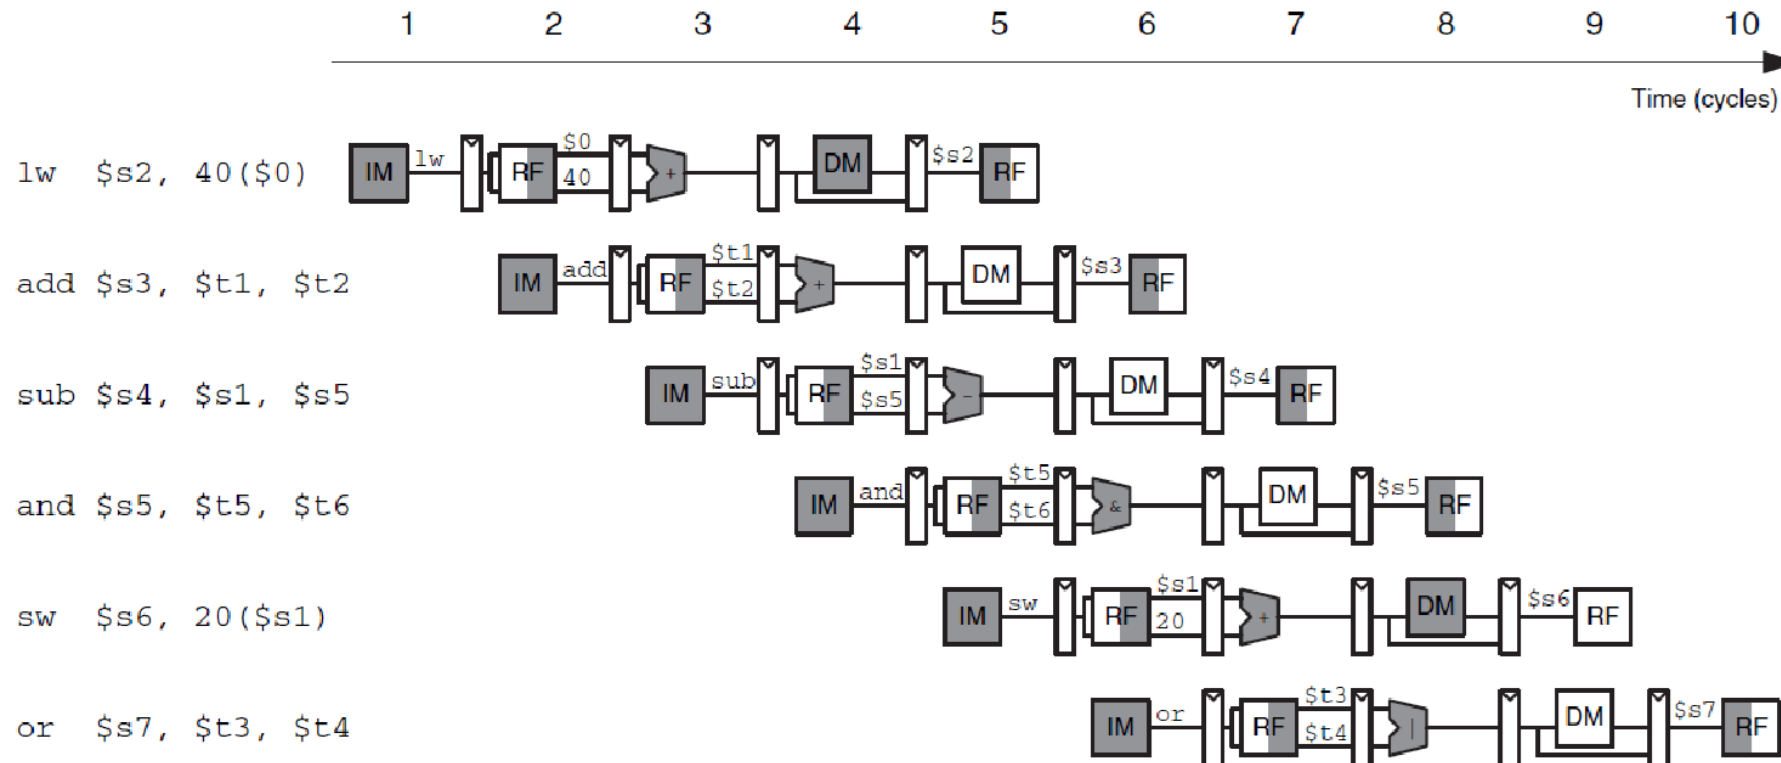 1 2 3 4 5 6 7 8 9 10
Time (cycles)
lw $s2, 40($0) IM lw RF $0 40 + DM $s2 RF
add $s3, $t1, $t2 IM add RF $t1 $t2 + DM $s3 RF
sub $s4, $s1, $s5 IM sub RF $s1 $s5 - DM $s4 RF
and $s5, $t5, $t6 IM and RF $t5 $t6 & DM $s5 RF
sw $s6, 20($s1) IM sw RF $s1 20 + DM $s6 RF
or $s7, $t3, $t4 IM or RF $t3 $t4 | DM $s7 RF